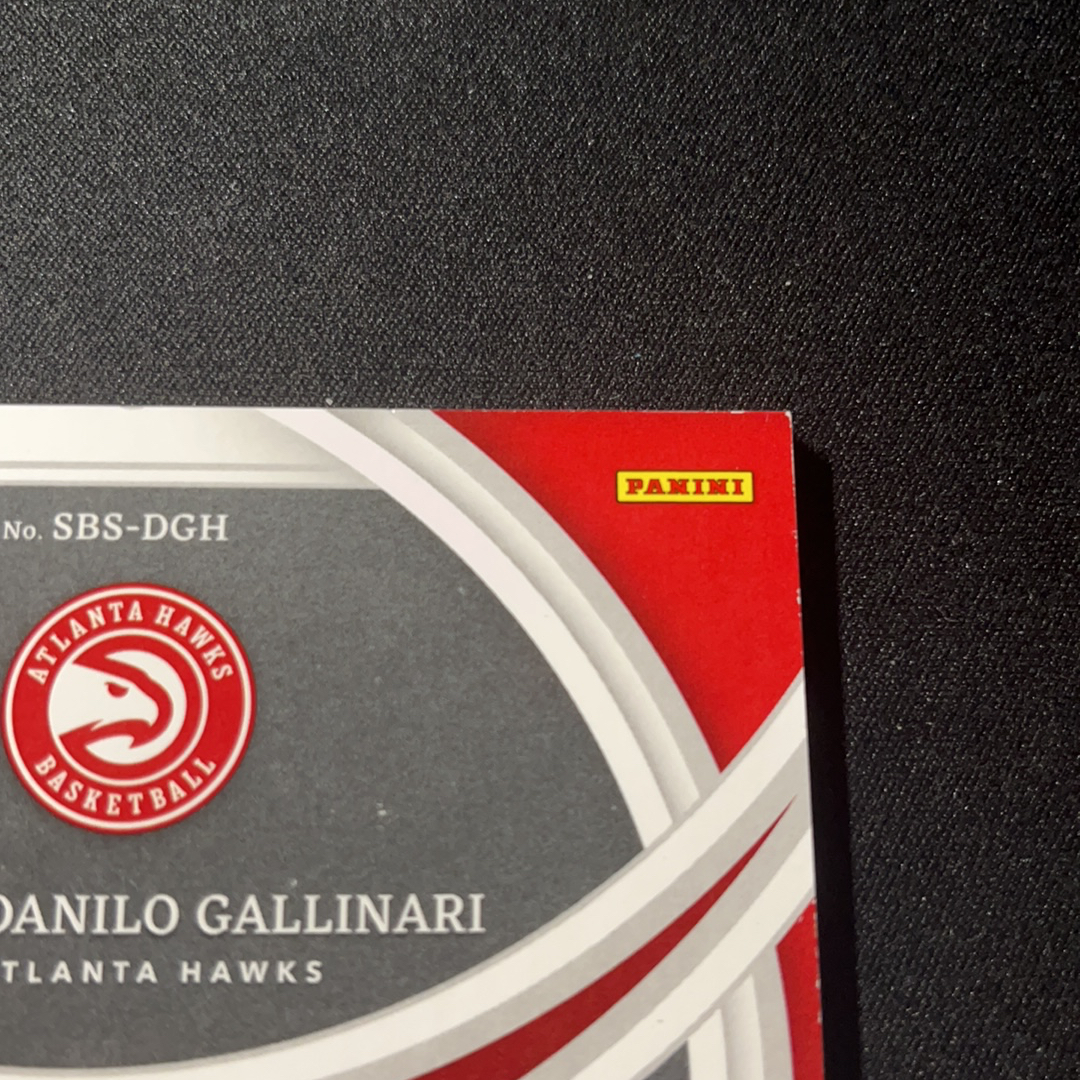 PANINI
No. SBS-DGH
ATLANTA HAWKS
BASKETBALL
DANILO GALLINARI
TLANTA HAWKS